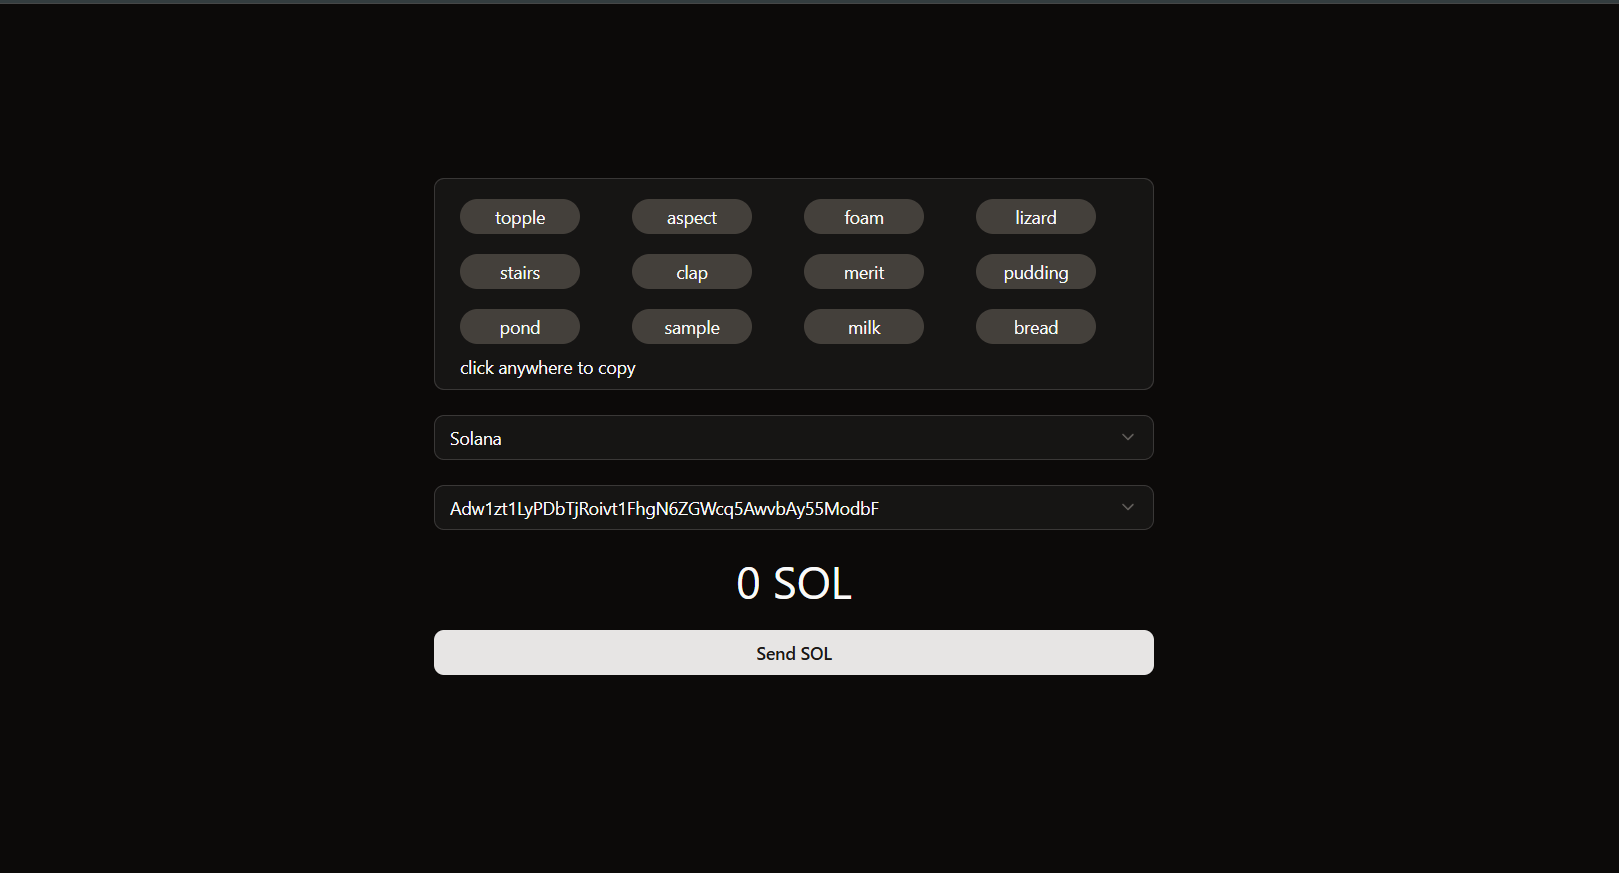 topple aspect foam lizard
stairs clap merit pudding
pond sample milk bread
click anywhere to copy
Solana
Adw1zt1LyPDbTjRoivt1FhgN6ZGWcq5AwvbAy55ModbF
0 SOL
Send SOL